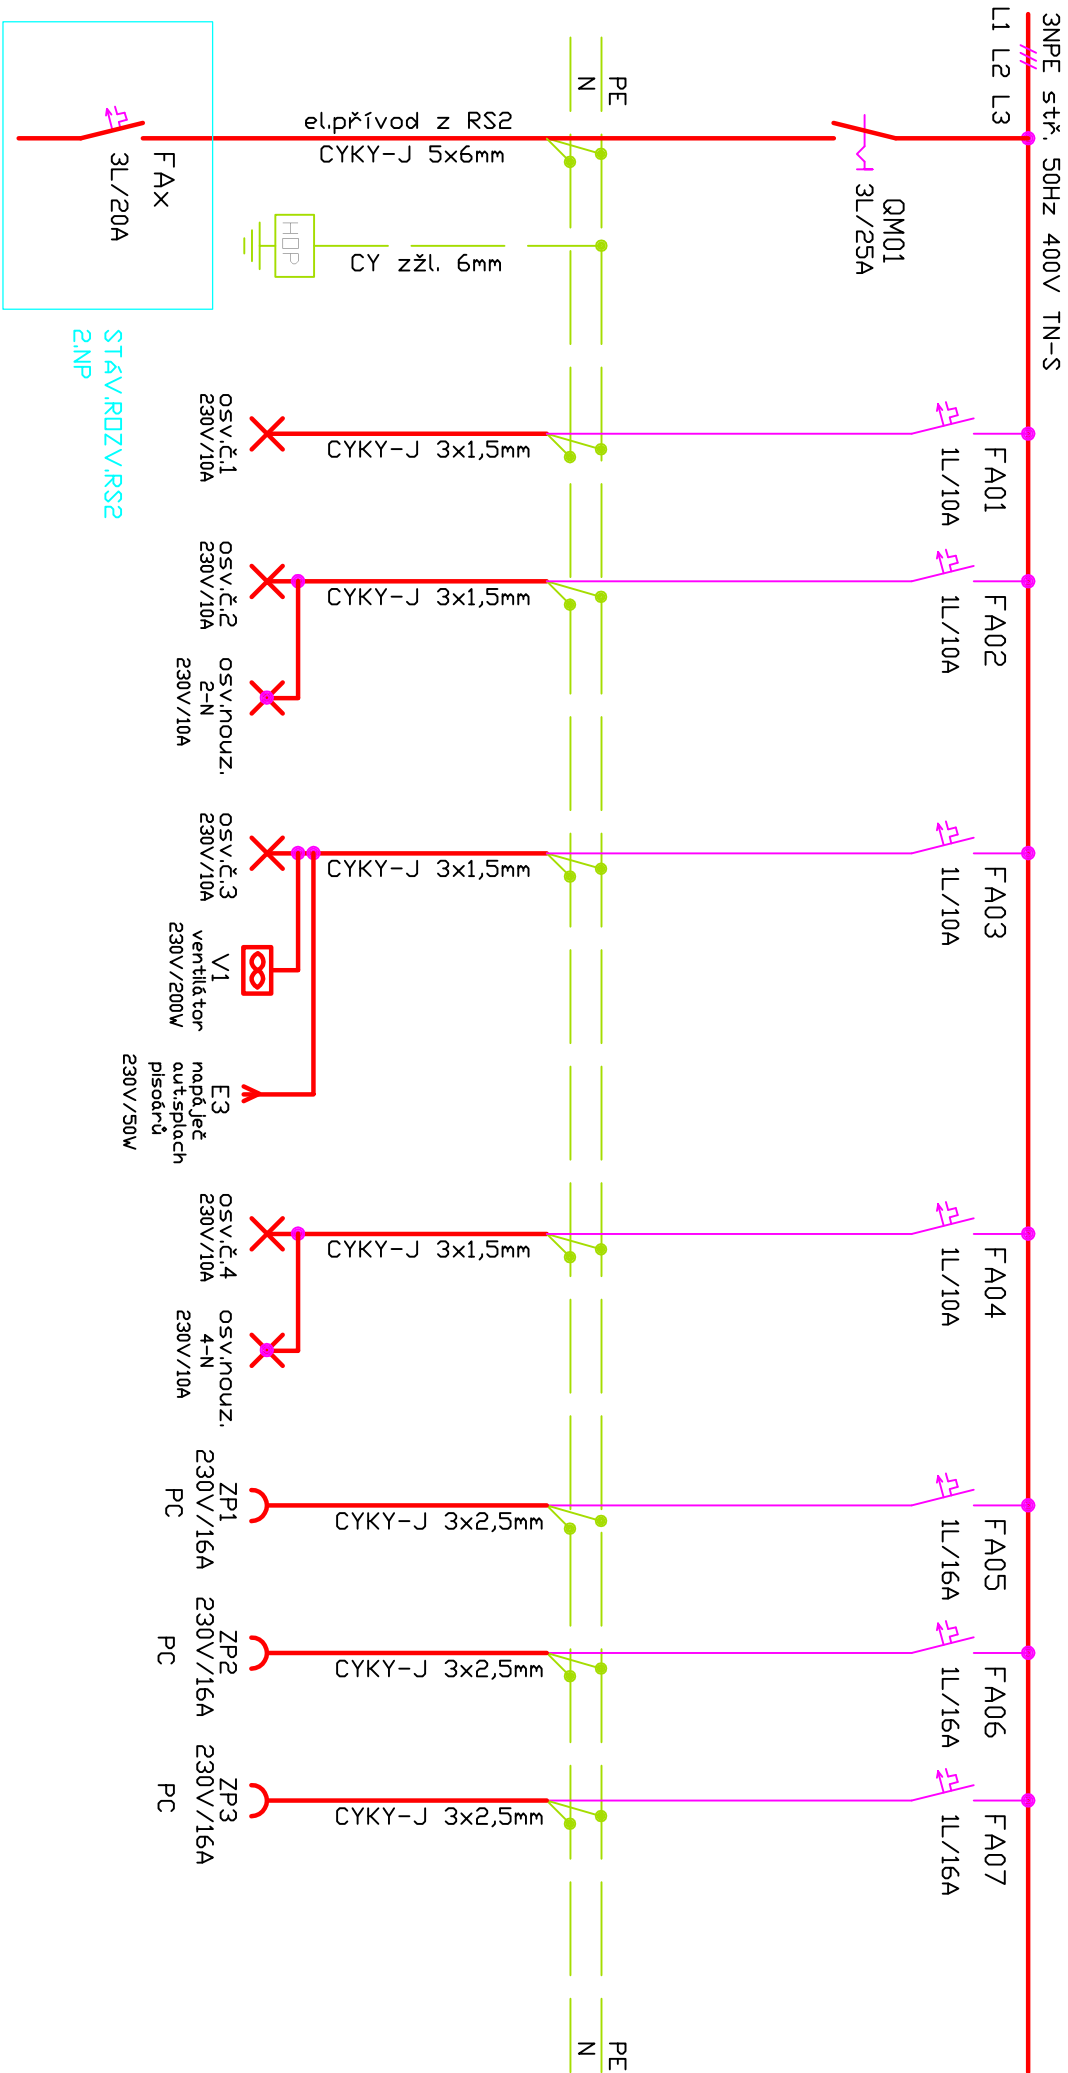 3NPE stř. 50Hz 400V TN-S
L1 L2 L3
PE
N
QM01
3L/25A
el.přívod z RS2
CYKY-J 5x6mm
FAx
3L/20A
STÁV.ROZV.RS2
2.NP
HOP
CY zžl. 6mm
FA01
1L/10A
CYKY-J 3x1,5mm
osv.č.1
230V/10A
FA02
1L/10A
CYKY-J 3x1,5mm
osv.č.2
230V/10A
osv.nouz.
2-N
230V/10A
FA03
1L/10A
CYKY-J 3x1,5mm
osv.č.3
230V/10A
V1
ventilátor
230V/200W
E3
napáječ
aut.splach
pisoárů
230V/50W
FA04
1L/10A
CYKY-J 3x1,5mm
osv.č.4
230V/10A
osv.nouz.
4-N
230V/10A
FA05
1L/16A
CYKY-J 3x2,5mm
ZP1
230V/16A
PC
FA06
1L/16A
CYKY-J 3x2,5mm
ZP2
230V/16A
PC
FA07
1L/16A
CYKY-J 3x2,5mm
ZP3
230V/16A
PC
PE
N